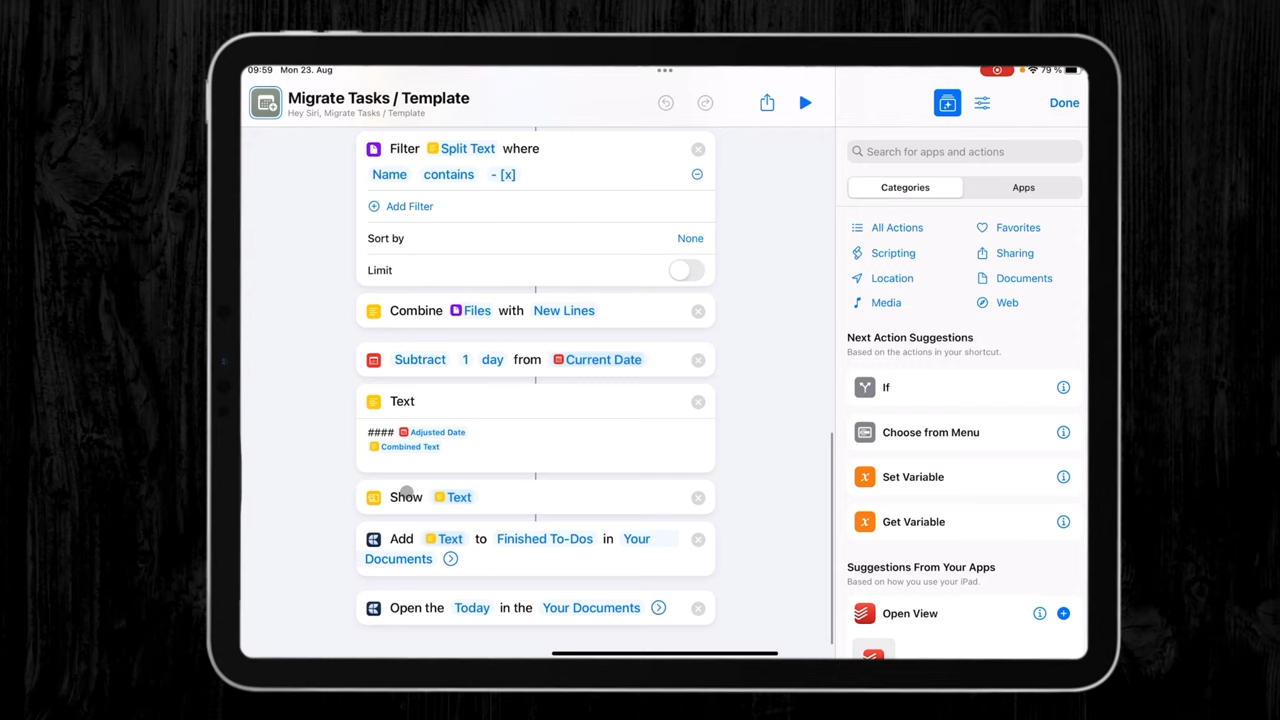 09:59 Mon 23. Aug
79 %
Migrate Tasks / Template
Hey Siri, Migrate Tasks / Template
Done
Filter Split Text where
Name contains - [x]
Add Filter
Sort by None
Limit
Combine Files with New Lines
Subtract 1 day from Current Date
Text
#### Adjusted Date
Combined Text
Show Text
Add Text to Finished To-Dos in Your
Documents
Open the Today in the Your Documents
Search for apps and actions
Categories Apps
All Actions Favorites
Scripting Sharing
Location Documents
Media Web
Next Action Suggestions
Based on the actions in your shortcut.
If
Choose from Menu
Set Variable
Get Variable
Suggestions From Your Apps
Based on how you use your iPad.
Open View